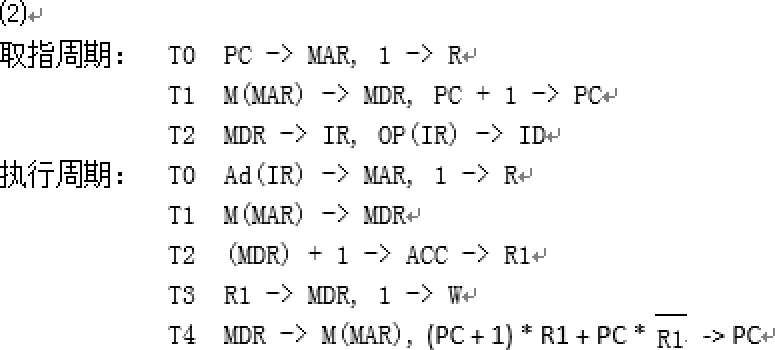 (2)↵
取指周期： T0 PC -> MAR, 1 -> R↵
T1 M(MAR) -> MDR, PC + 1 -> PC↵
T2 MDR -> IR, OP(IR) -> ID↵
执行周期： T0 Ad(IR) -> MAR, 1 -> R↵
T1 M(MAR) -> MDR↵
T2 (MDR) + 1 -> ACC -> R1↵
T3 R1 -> MDR, 1 -> W↵
T4 MDR -> M(MAR), (PC + 1) * R1 + PC * R̅1̅ -> PC↵